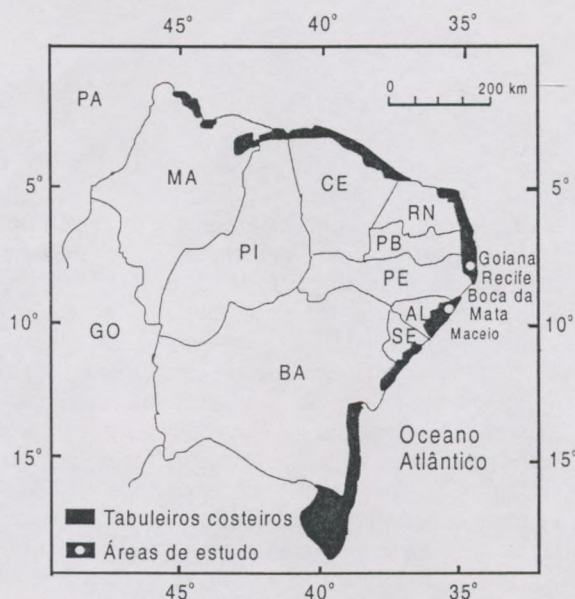 45° 40° 35°
0 200 km
PA
MA
CE
5° 5°
RN
PB
PI
PE
Goiana
Recife
Boca da
Mata
AL
Maceio
SE
GO
10° 10°
BA
Oceano
Atlântico
15° 15°
Tabuleiros costeiros
Áreas de estudo
45° 40° 35°